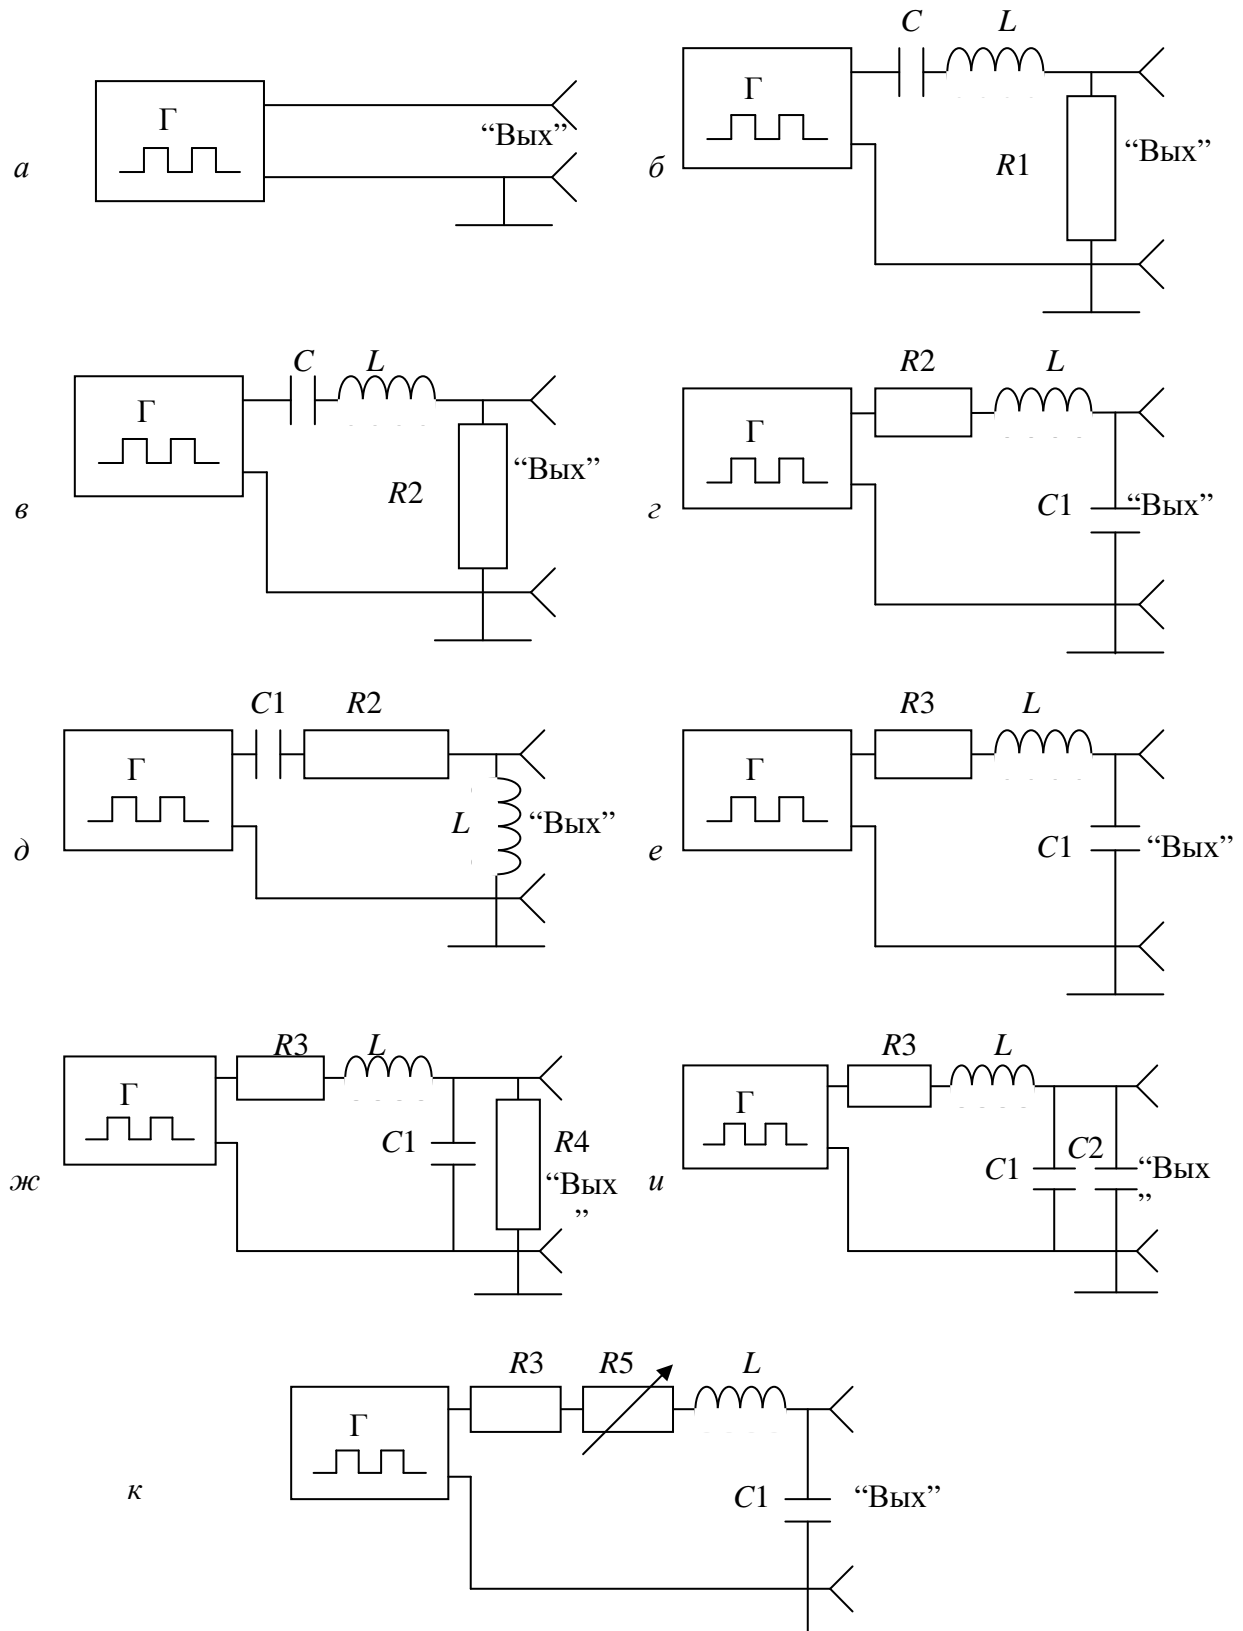 C L
Г
“Вых”
а
Г
R1
“Вых”
б
C L
Г
R2
“Вых”
в
R2 L
Г
C1
“Вых”
г
C1 R2
Г
L
“Вых”
д
R3 L
Г
C1
“Вых”
е
R3 L
Г
C1
R4
“Вых
”
ж
R3 L
Г
C1
C2
“Вых
”
и
R3 R5 L
Г
C1
“Вых”
к